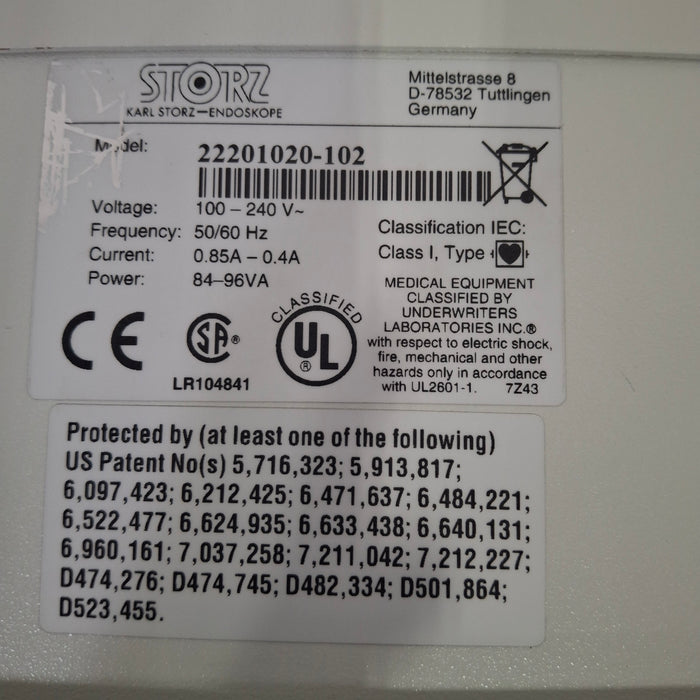 STORZ
KARL STORZ—ENDOSKOPE
Mittelstrasse 8
D-78532 Tuttlingen
Germany
Model: 22201020-102
Voltage: 100 – 240 V~
Frequency: 50/60 Hz
Current: 0.85A – 0.4A
Power: 84–96VA
Classification IEC:
Class I, Type
MEDICAL EQUIPMENT
CLASSIFIED BY
UNDERWRITERS
LABORATORIES INC.®
with respect to electric shock,
fire, mechanical and other
hazards only in accordance
with UL2601-1. 7Z43
CE
SA®
LR104841
CLASSIFIED
UL
®
Protected by (at least one of the following)
US Patent No(s) 5,716,323; 5,913,817;
6,097,423; 6,212,425; 6,471,637; 6,484,221;
6,522,477; 6,624,935; 6,633,438; 6,640,131;
6,960,161; 7,037,258; 7,211,042; 7,212,227;
D474,276; D474,745; D482,334; D501,864;
D523,455.